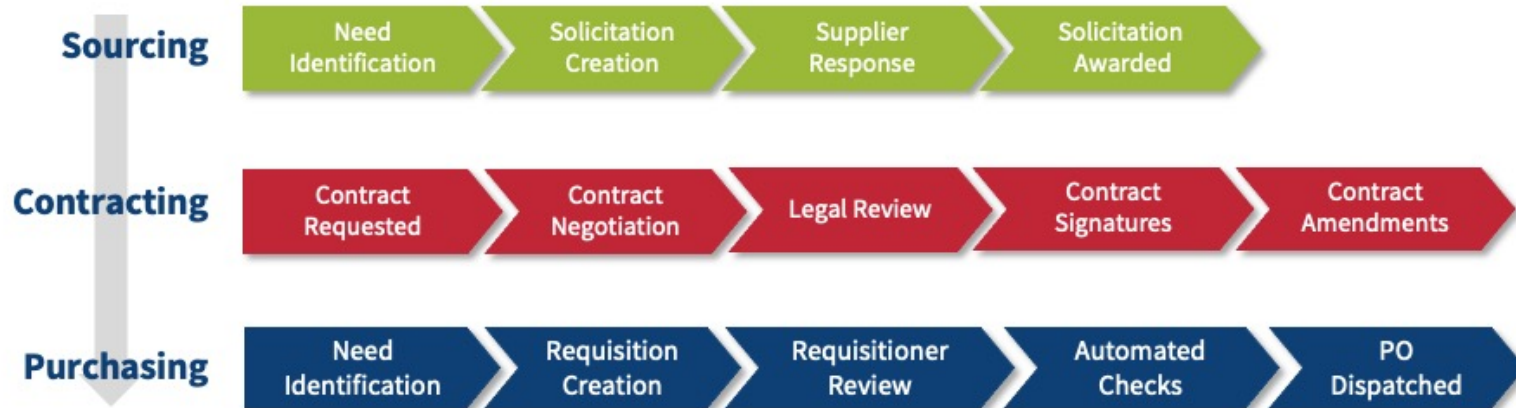 Sourcing
Need
Identification
Solicitation
Creation
Supplier
Response
Solicitation
Awarded
Contracting
Contract
Requested
Contract
Negotiation
Legal Review
Contract
Signatures
Contract
Amendments
Purchasing
Need
Identification
Requisition
Creation
Requisitioner
Review
Automated
Checks
PO
Dispatched